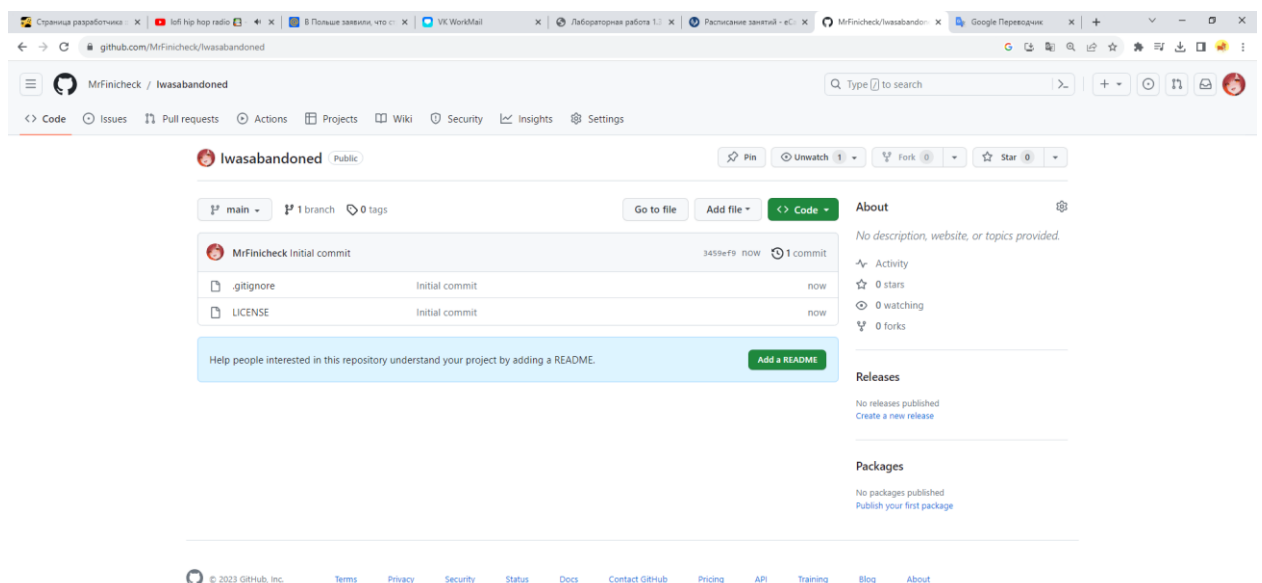 Страница разработчика :: lofi hip hop radio В Польше заявили, что ст VK WorkMail Лабораторная работа 1.1 Расписание занятий - eCa MrFinicheck/Iwasabandon Google Переводчик
github.com/MrFinicheck/Iwasabandoned
MrFinicheck / Iwasabandoned Type / to search
Code Issues Pull requests Actions Projects Wiki Security Insights Settings
Iwasabandoned Public Pin Unwatch 1 Fork 0 Star 0
main 1 branch 0 tags Go to file Add file Code
About
No description, website, or topics provided.
MrFinicheck Initial commit 3459ef9 now 1 commit
.gitignore Initial commit now
LICENSE Initial commit now
Activity
0 stars
0 watching
0 forks
Help people interested in this repository understand your project by adding a README. Add a README
Releases
No releases published
Create a new release
Packages
No packages published
Publish your first package
© 2023 GitHub, Inc. Terms Privacy Security Status Docs Contact GitHub Pricing API Training Blog About